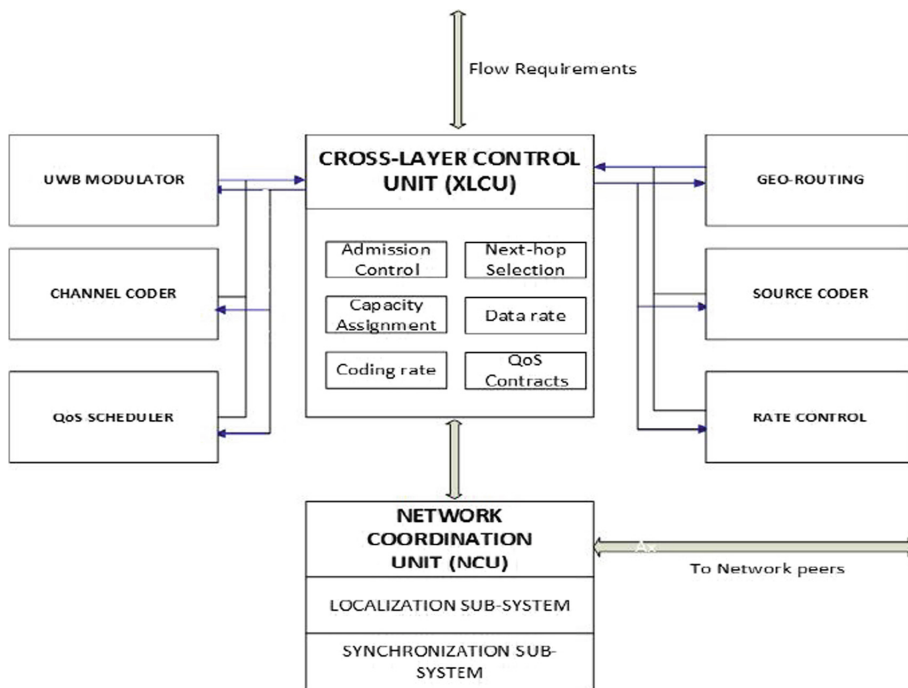 Flow Requirements
UWB MODULATOR
CHANNEL CODER
QoS SCHEDULER
CROSS-LAYER CONTROL
UNIT (XLCU)
Admission
Control
Next-hop
Selection
Capacity
Assignment
Data rate
Coding rate
QoS
Contracts
GEO-ROUTING
SOURCE CODER
RATE CONTROL
NETWORK
COORDINATION
UNIT (NCU)
LOCALIZATION SUB-SYSTEM
SYNCHRONIZATION SUB-
SYSTEM
Ax
To Network peers